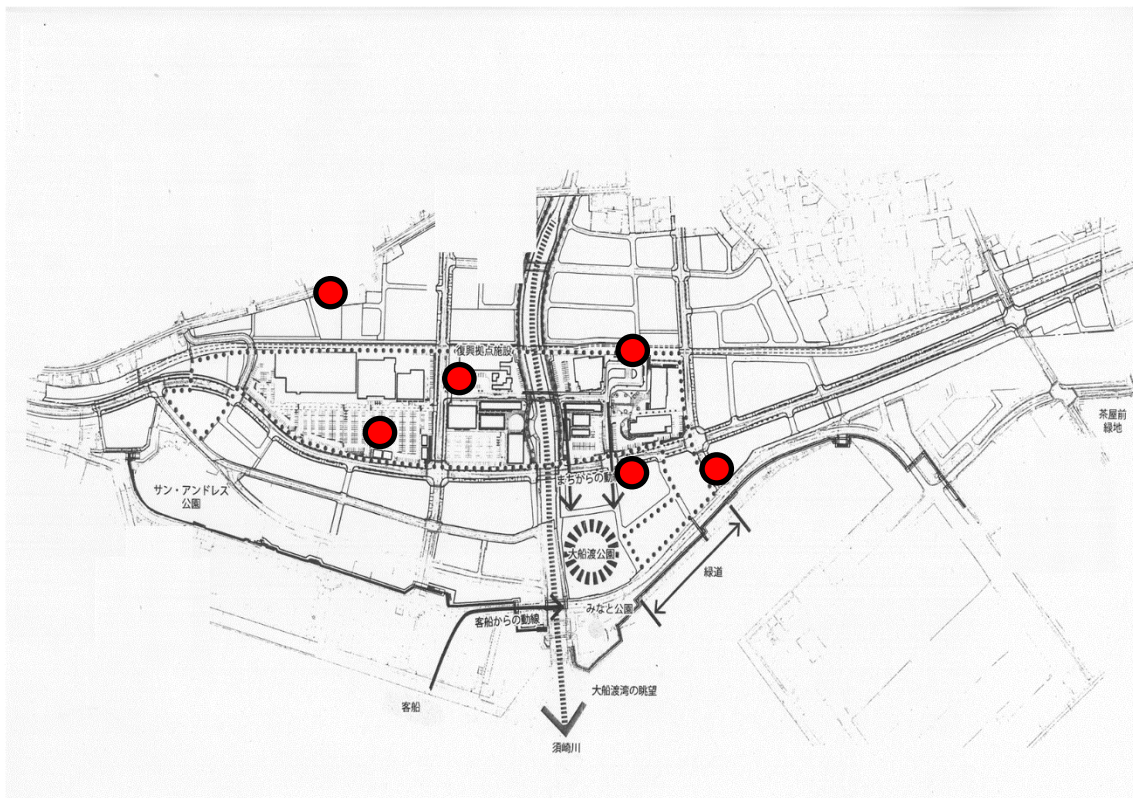 復興拠点施設
茶屋前
緑地
まちからの動
サン・アンドレス
公園
大船渡公園
緑道
みなと公園
客船からの動線
大船渡湾の眺望
客船
須崎川